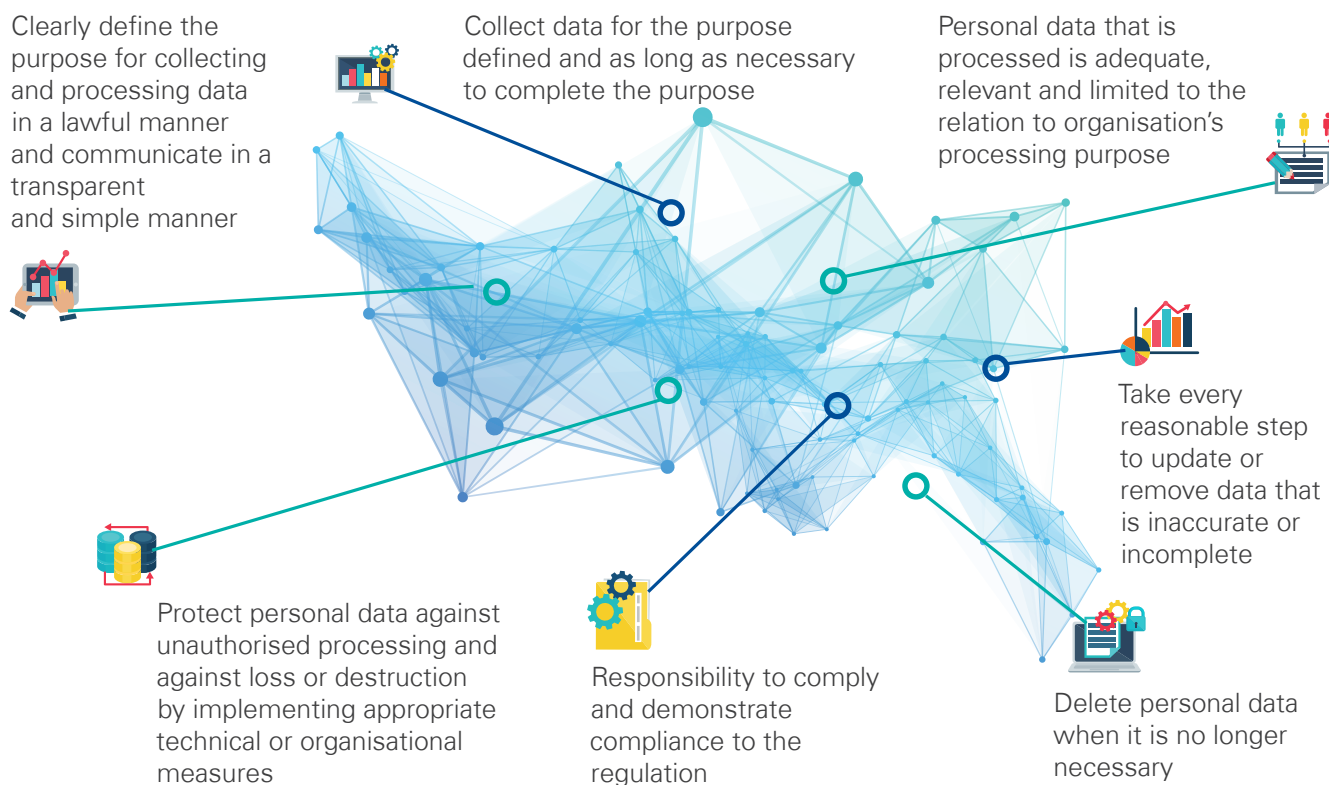 Clearly define the
purpose for collecting
and processing data
in a lawful manner
and communicate in a
transparent
and simple manner
Collect data for the purpose
defined and as long as necessary
to complete the purpose
Personal data that is
processed is adequate,
relevant and limited to the
relation to organisation’s
processing purpose
Take every
reasonable step
to update or
remove data that
is inaccurate or
incomplete
Protect personal data against
unauthorised processing and
against loss or destruction
by implementing appropriate
technical or organisational
measures
Responsibility to comply
and demonstrate
compliance to the
regulation
Delete personal data
when it is no longer
necessary